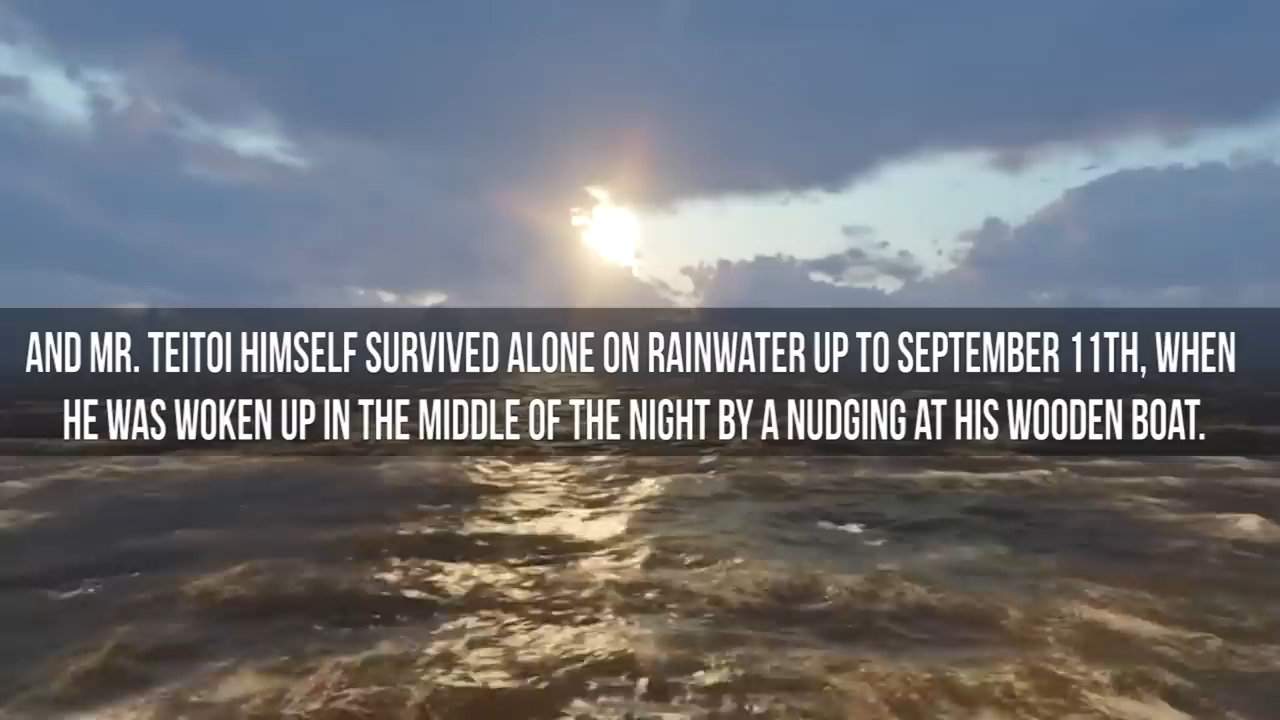 AND MR. TEITOI HIMSELF SURVIVED ALONE ON RAINWATER UP TO SEPTEMBER 11TH, WHEN
HE WAS WOKEN UP IN THE MIDDLE OF THE NIGHT BY A NUDGING AT HIS WOODEN BOAT.